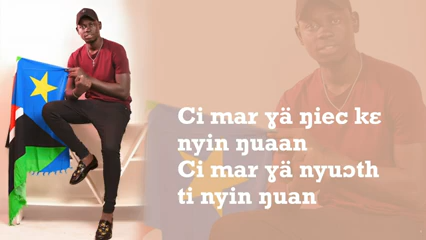 Ci mar ɣä ŋiec kɛ
nyin ŋuaan
Ci mar ɣä nyuɔth
ti nyin ŋuan